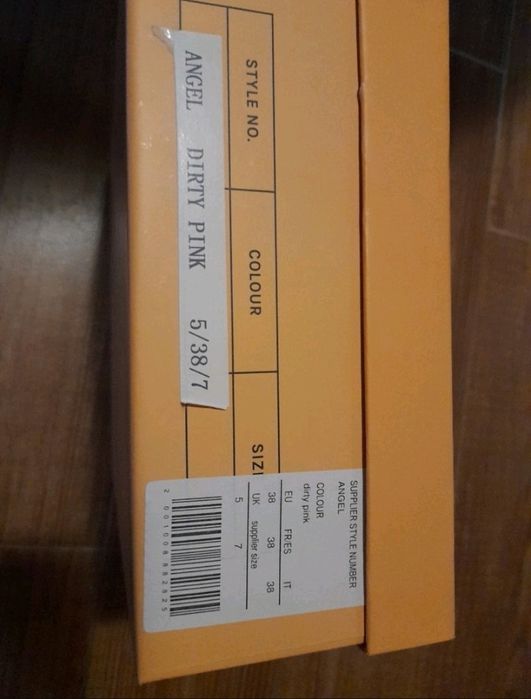 STYLE NO. COLOUR SIZ
ANGEL DIRTY PINK 5/38/7
SUPPLIER STYLE NUMBER
ANGEL
COLOUR
dirty pink
EU FR/ES IT
38 38 38
UK supplier size
5 7
2001008882825